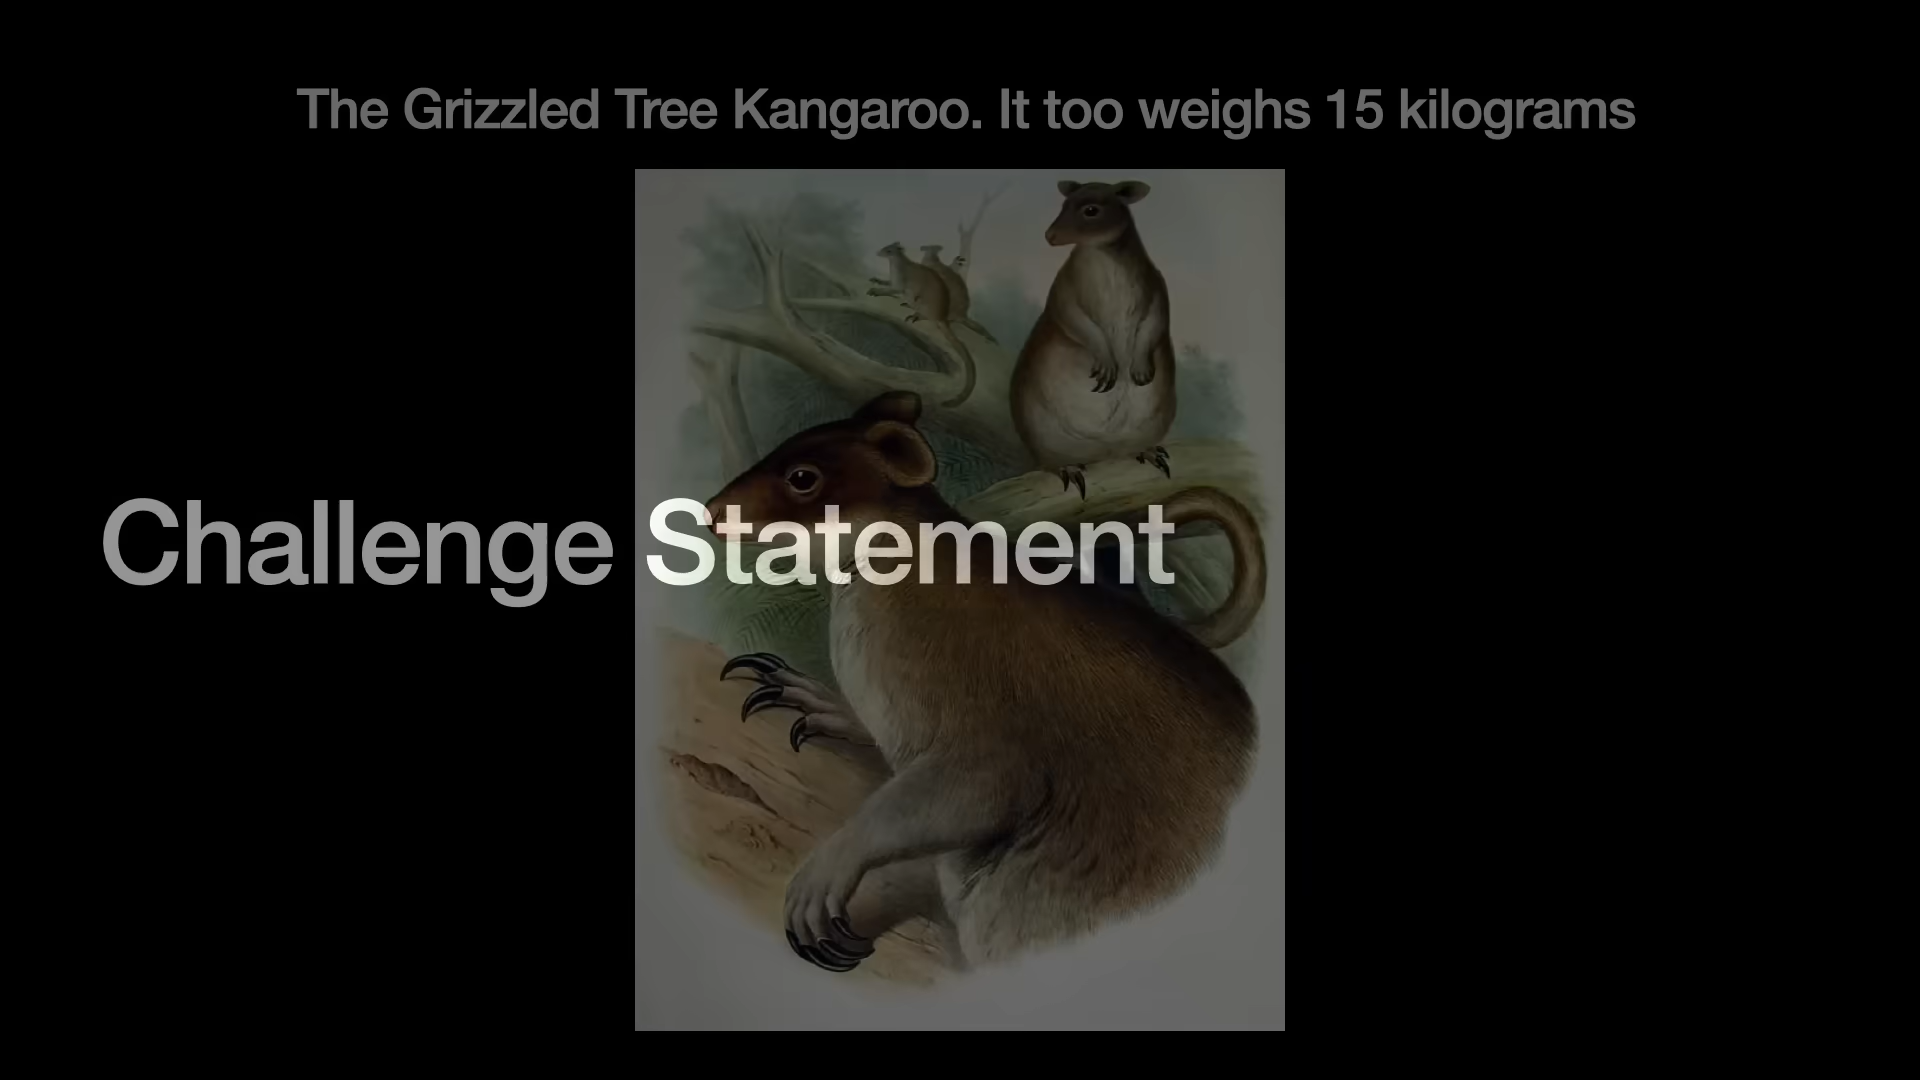 The Grizzled Tree Kangaroo. It too weighs 15 kilograms
Challenge Statement